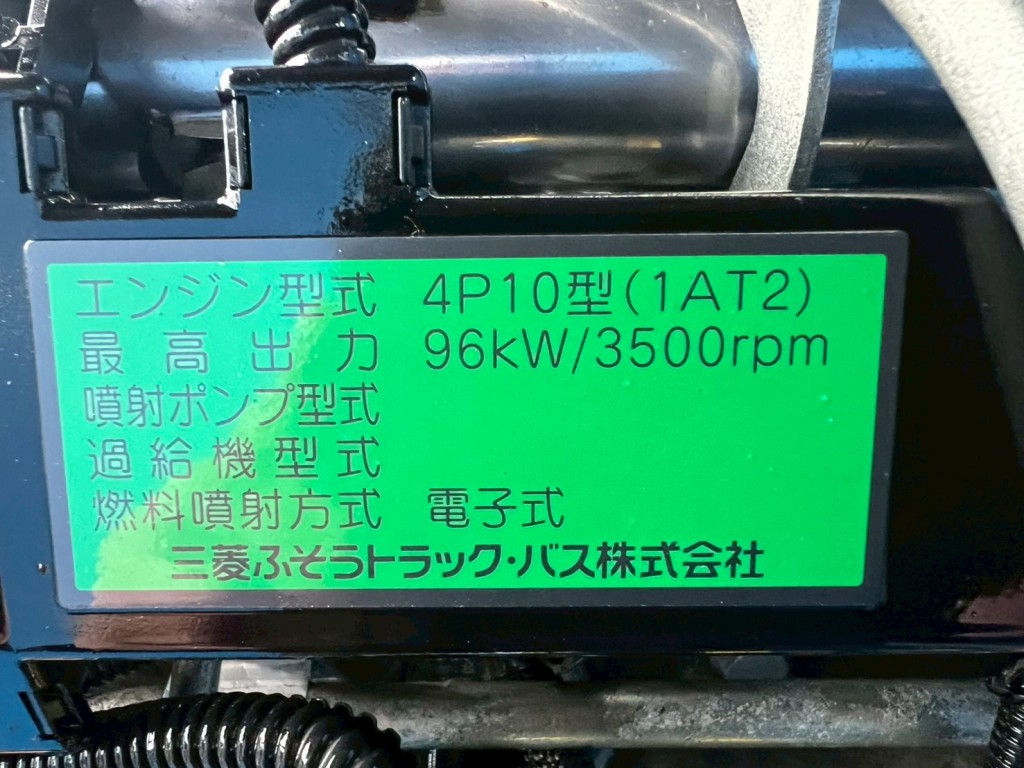 エンジン型式 4P10型(1AT2)
最高出力 96kW/3500rpm
噴射ポンプ型式
過給機型式
燃料噴射方式 電子式
三菱ふそうトラック・バス株式会社